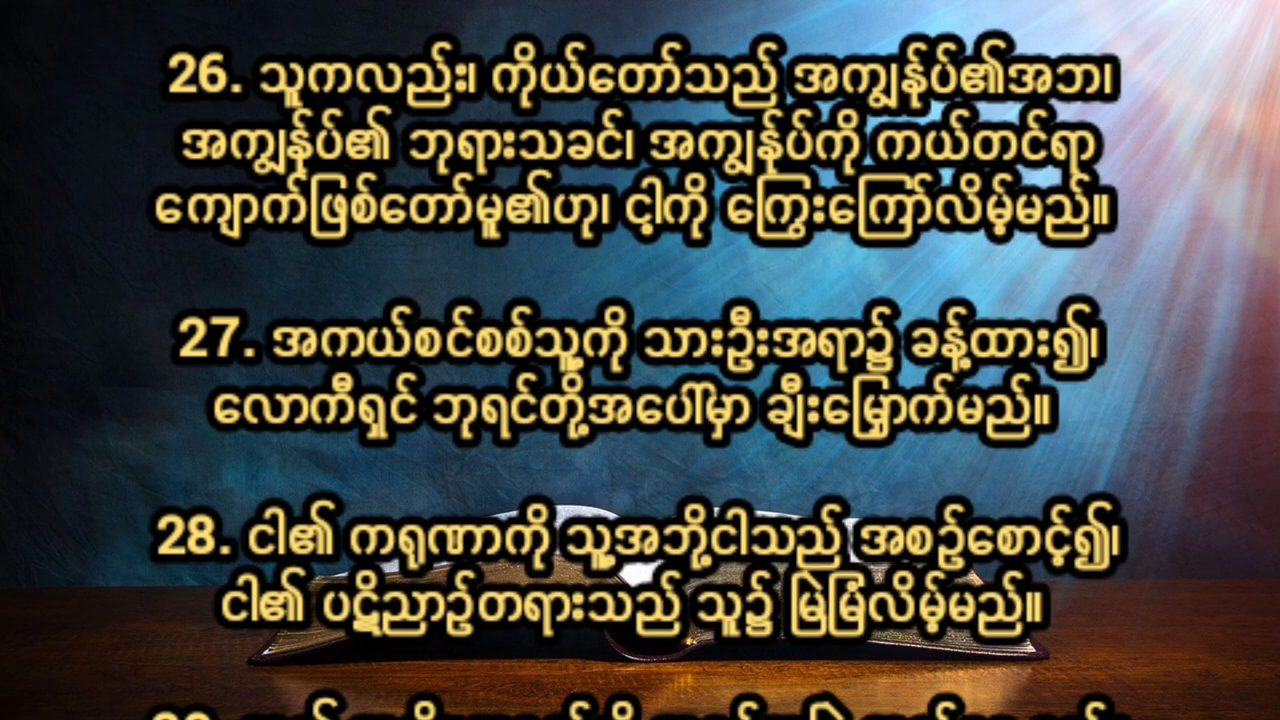 26. သူကလည်း၊ ကိုယ်တော်သည် အကျွန်ုပ်၏အဘ၊
အကျွန်ုပ်၏ ဘုရားသခင်၊ အကျွန်ုပ်ကို ကယ်တင်ရာ
ကျောက်ဖြစ်တော်မူ၏ဟု၊ ငါ့ကို ကြွေးကြော်လိမ့်မည်။
27. အကယ်စင်စစ်သူ့ကို သားဦးအရာ၌ ခန့်ထား၍၊
လောကီရှင် ဘုရင်တို့အပေါ်မှာ ချီးမြှောက်မည်။
28. ငါ၏ ကရုဏာကို သူ့အဘို့ငါသည် အစဉ်စောင့်၍၊
ငါ၏ ပဋိညာဉ်တရားသည် သူ၌ မြဲမြံလိမ့်မည်။